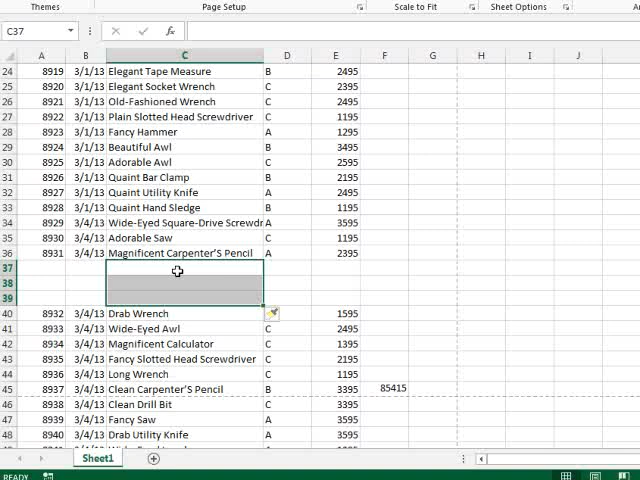 Themes Page Setup Scale to Fit Sheet Options
C37 fx
A B C D E F G H I J
24 8919 3/1/13 Elegant Tape Measure B 2495
25 8920 3/1/13 Elegant Socket Wrench C 2395
26 8921 3/1/13 Old-Fashioned Wrench C 2495
27 8922 3/1/13 Plain Slotted Head Screwdriver C 1195
28 8923 3/1/13 Fancy Hammer A 1295
29 8924 3/1/13 Beautiful Awl B 3495
30 8925 3/1/13 Adorable Awl C 2595
31 8926 3/1/13 Quaint Bar Clamp B 2195
32 8927 3/1/13 Quaint Utility Knife A 2495
33 8928 3/1/13 Quaint Hand Sledge B 1195
34 8929 3/4/13 Wide-Eyed Square-Drive Screwdr A 3595
35 8930 3/4/13 Adorable Saw C 1195
36 8931 3/4/13 Magnificent Carpenter'S Pencil A 2395
37
38
39
40 8932 3/4/13 Drab Wrench 1595
41 8933 3/4/13 Wide-Eyed Awl C 2495
42 8934 3/4/13 Magnificent Calculator C 1395
43 8935 3/4/13 Fancy Slotted Head Screwdriver C 2195
44 8936 3/4/13 Long Wrench C 1195
45 8937 3/4/13 Clean Carpenter'S Pencil B 3395 85415
46 8938 3/4/13 Clean Drill Bit C 3395
47 8939 3/4/13 Fancy Saw A 3595
48 8940 3/4/13 Drab Utility Knife A 3595
Sheet1
READY